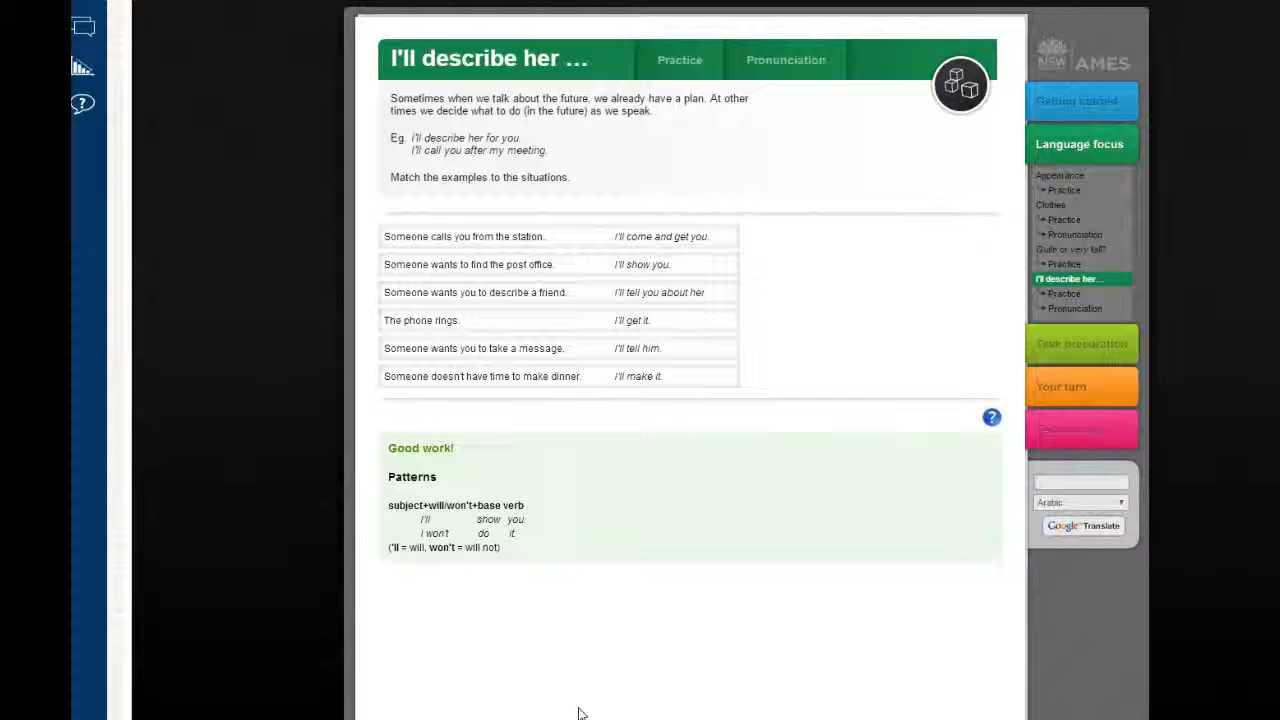 I'll describe her ...
Practice
Pronunciation
Sometimes when we talk about the future, we already have a plan. At other
times we decide what to do (in the future) as we speak.
Eg. I'll describe her for you.
I'll call you after my meeting.
Match the examples to the situations.
Someone calls you from the station. I'll come and get you.
Someone wants to find the post office. I'll show you.
Someone wants you to describe a friend. I'll tell you about her
The phone rings. I'll get it.
Someone wants you to take a message. I'll tell him.
Someone doesn't have time to make dinner. I'll make it.
?
Good work!
Patterns
subject+will/won't+base verb
I'll show you.
I won't do it.
('ll = will, won't = will not)
NSW AMES
Getting started
Language focus
Appearance
Practice
Clothes
Practice
Pronunciation
Quite or very tall?
Practice
I'll describe her...
Practice
Pronunciation
Task preparation
Your turn
Arabic
Google Translate